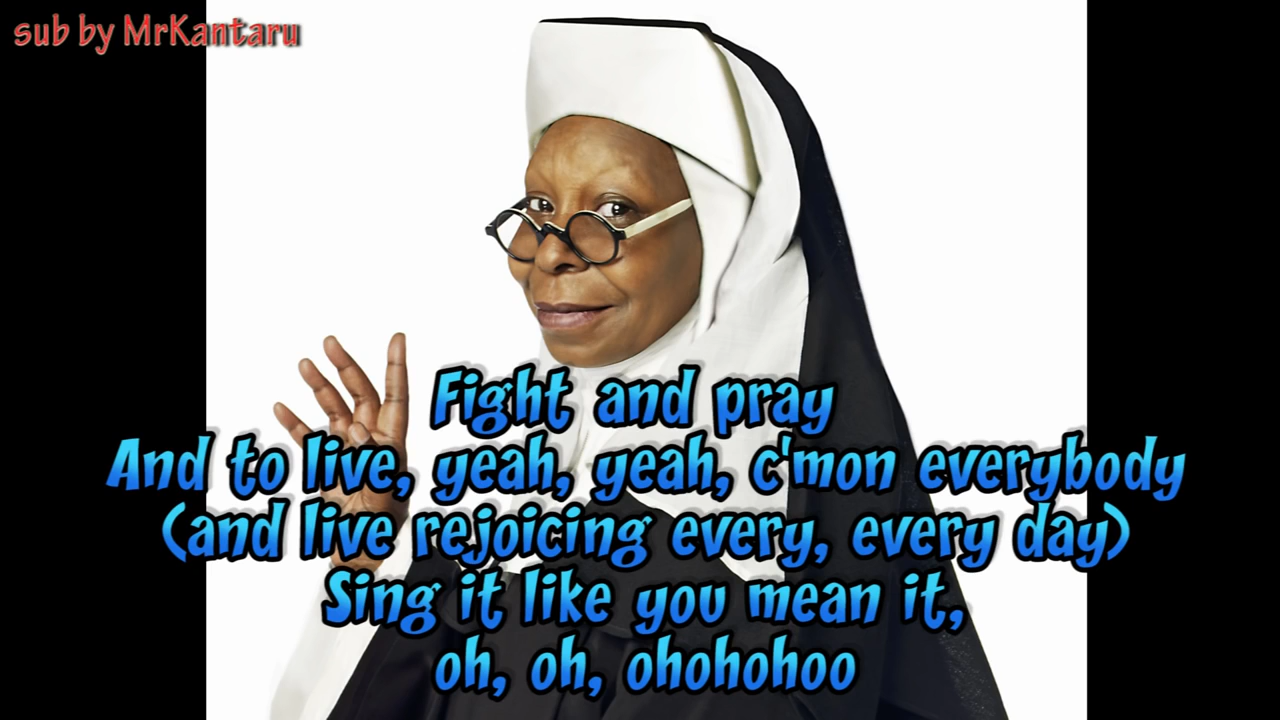 sub by MrKantaru
Fight and pray
And to live, yeah, yeah, c'mon everybody
(and live rejoicing every, every day)
Sing it like you mean it,
oh, oh, ohohohoo